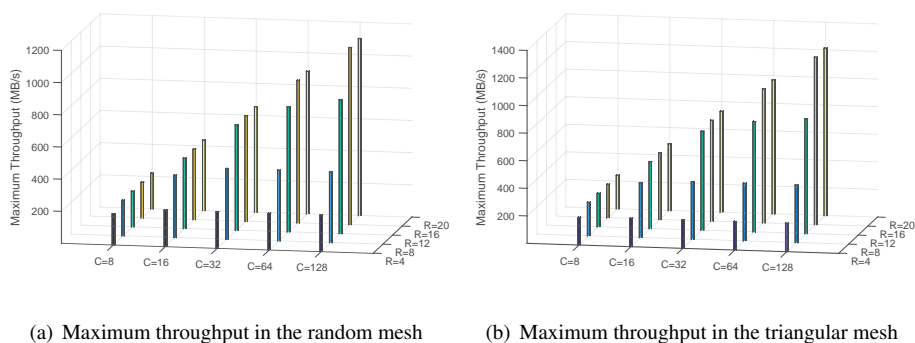 Maximum Throughput (MB/s)
1200
1000
800
600
400
200
C=8
C=16
C=32
C=64
C=128
R=20
R=16
R=12
R=8
R=4
(a) Maximum throughput in the random mesh
Maximum Throughput (MB/s)
1400
1200
1000
800
600
400
200
C=8
C=16
C=32
C=64
C=128
R=20
R=16
R=12
R=8
R=4
(b) Maximum throughput in the triangular mesh